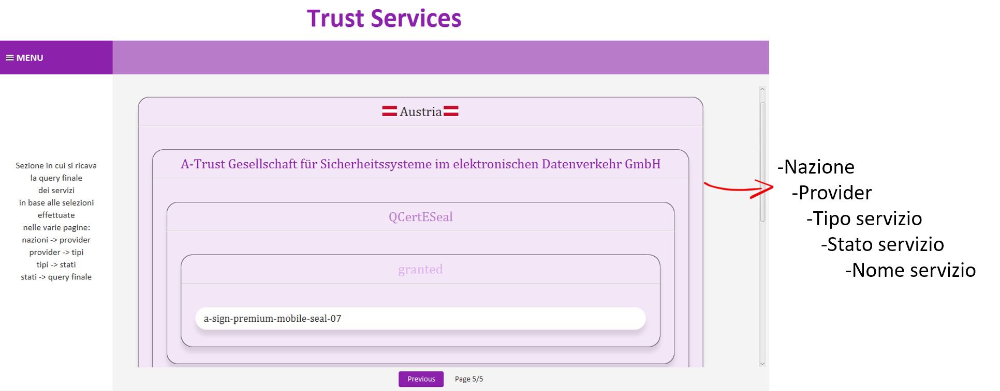 Trust Services
MENU
Sezione in cui si ricava
la query finale
dei servizi
in base alle selezioni
effettuate
nelle varie pagine:
nazioni -> provider
provider -> tipi
tipi -> stati
stati -> query finale
Austria
A-Trust Gesellschaft für Sicherheitssysteme im elektronischen Datenverkehr GmbH
QCertESeal
granted
a-sign-premium-mobile-seal-07
Previous Page 5/5
-Nazione
-Provider
-Tipo servizio
-Stato servizio
-Nome servizio